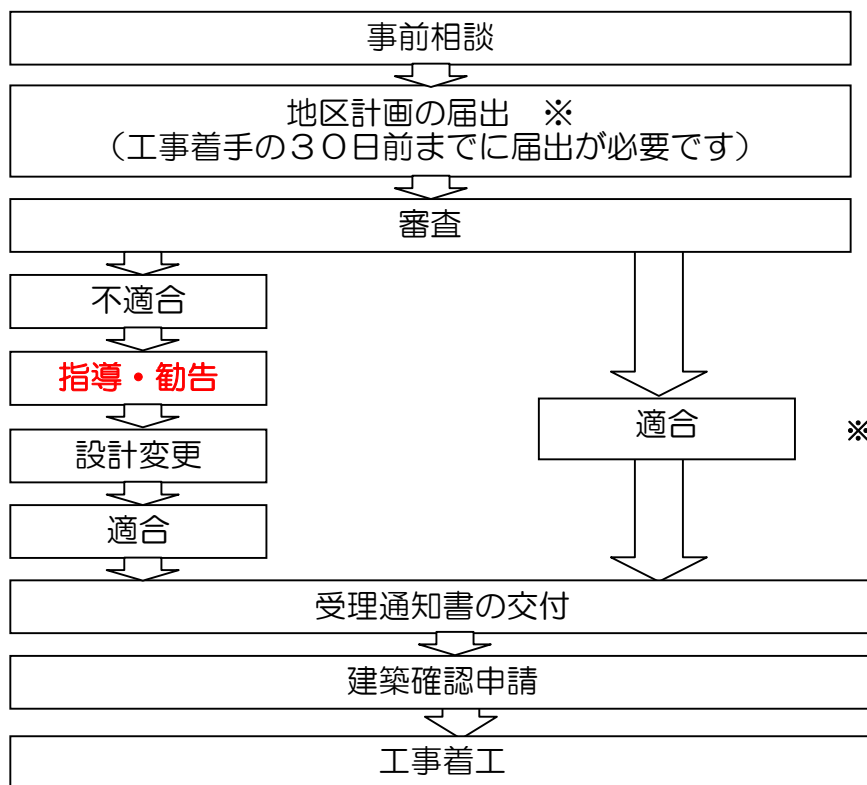 事前相談
地区計画の届出　※
（工事着手の３０日前までに届出が必要です）
審査
不適合
指導・勧告
設計変更
適合
適合
※
受理通知書の交付
建築確認申請
工事着工